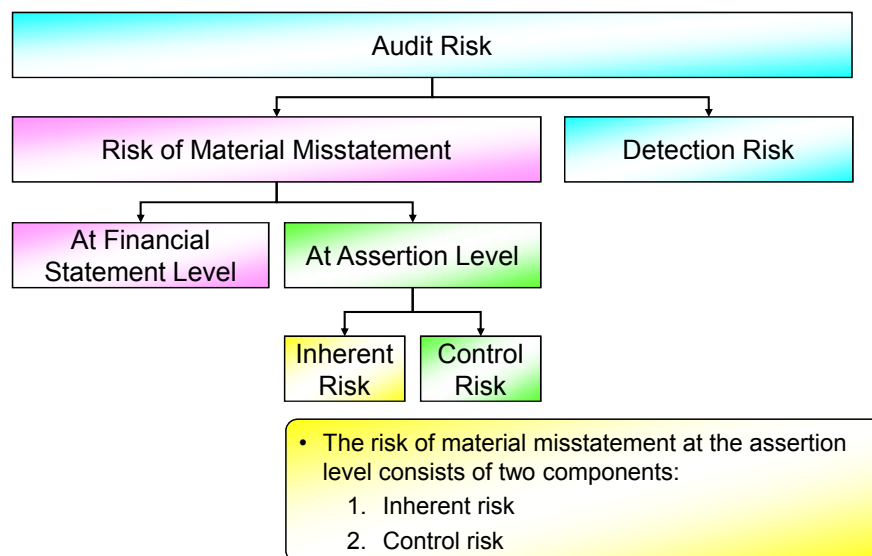 Audit Risk
Risk of Material Misstatement
Detection Risk
At Financial
Statement Level
At Assertion Level
Inherent
Risk
Control
Risk
• The risk of material misstatement at the assertion
level consists of two components:
1. Inherent risk
2. Control risk